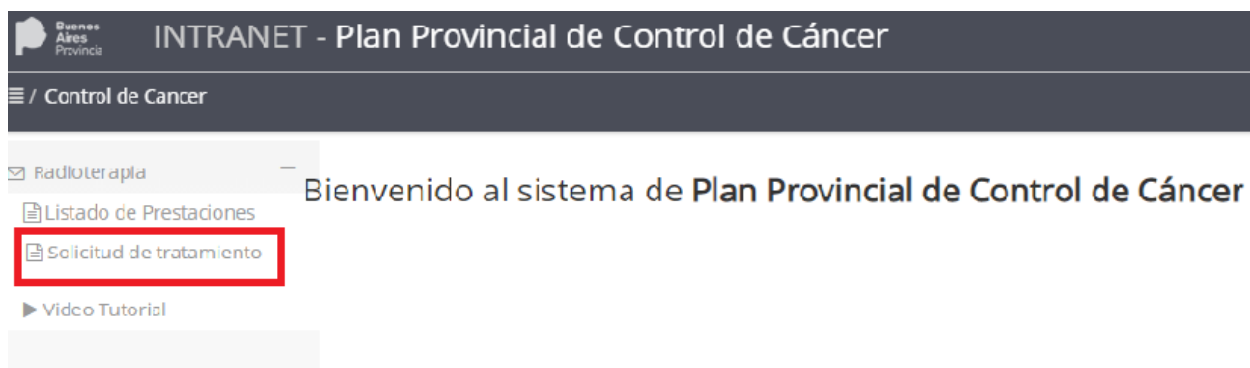 Buenos
Aires
Provincia
INTRANET - Plan Provincial de Control de Cáncer
/ Control de Cancer
Radioterapia
Bienvenido al sistema de Plan Provincial de Control de Cáncer
Listado de Prestaciones
Solicitud de tratamiento
Video Tutorial